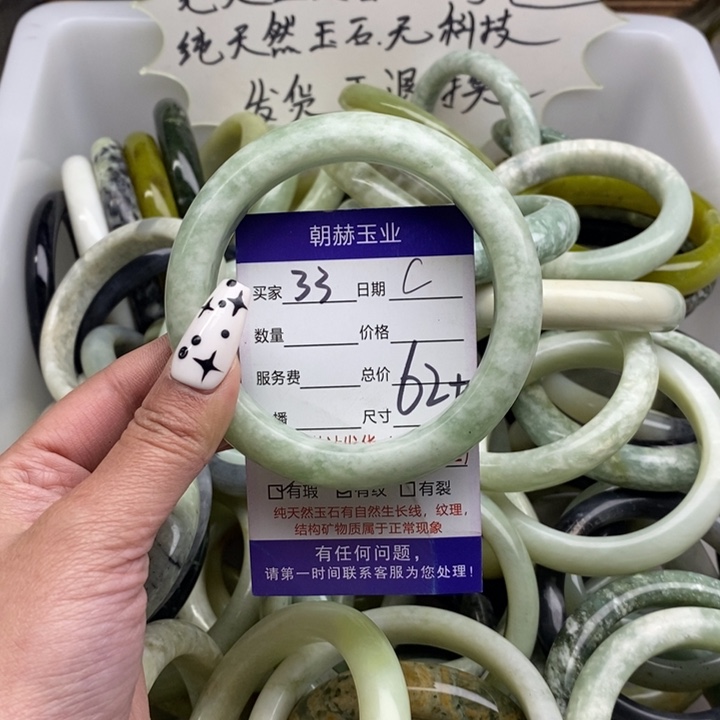 纯天然玉石.无科技
发货
朝赫玉业
买家 33 日期 C
数量 价格
服务费 总价
播 尺寸 62+
有瑕 有纹 有裂
纯天然玉石有自然生长线，纹理，
结构矿物质属于正常现象
有任何问题，
请第一时间联系客服为您处理！